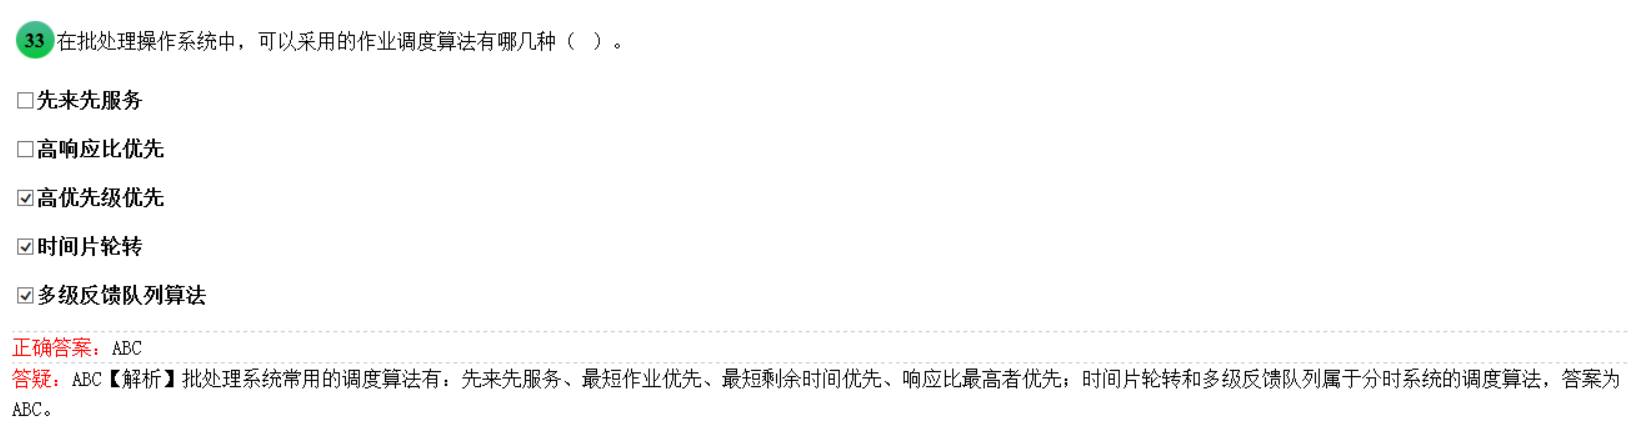 33 在批处理操作系统中，可以采用的作业调度算法有哪几种（  ）。
先来先服务
高响应比优先
高优先级优先
时间片轮转
多级反馈队列算法
正确答案：ABC
答疑：ABC【解析】批处理系统常用的调度算法有：先来先服务、最短作业优先、最短剩余时间优先、响应比最高者优先；时间片轮转和多级反馈队列属于分时系统的调度算法，答案为
ABC。